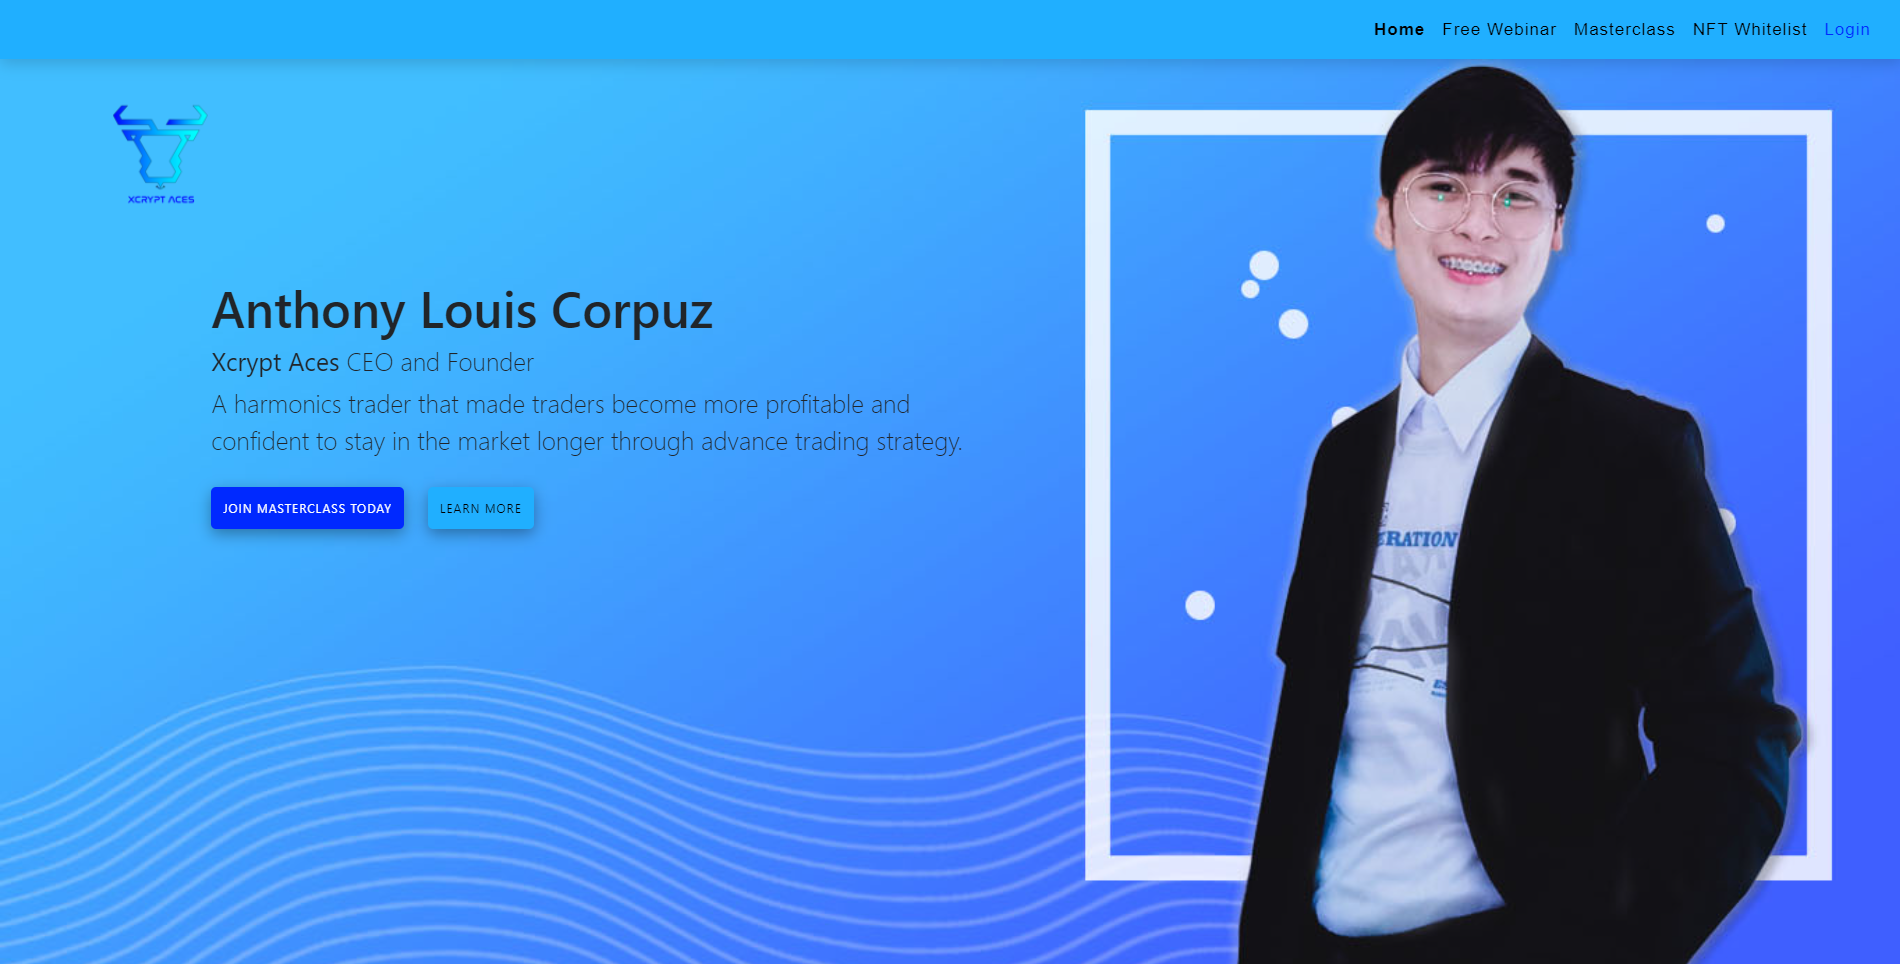 Home Free Webinar Masterclass NFT Whitelist Login
XCRYPT ACES
Anthony Louis Corpuz
Xcrypt Aces CEO and Founder
A harmonics trader that made traders become more profitable and
confident to stay in the market longer through advance trading strategy.
JOIN MASTERCLASS TODAY LEARN MORE
ERATION